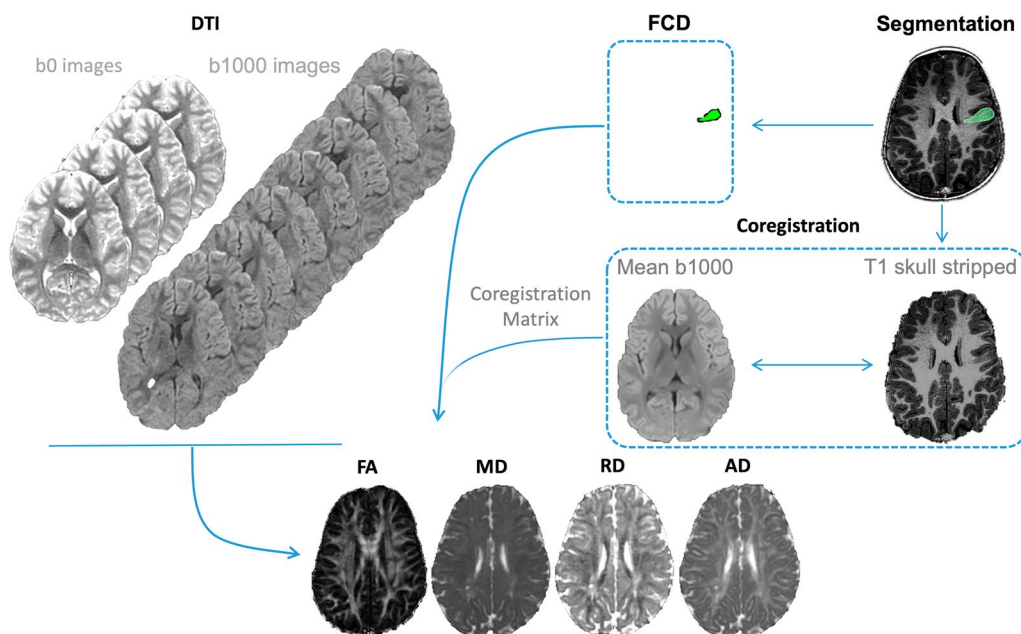 DTI
FCD
Segmentation
b0 images
b1000 images
Coregistration
Mean b1000
T1 skull stripped
Coregistration
Matrix
FA
MD
RD
AD